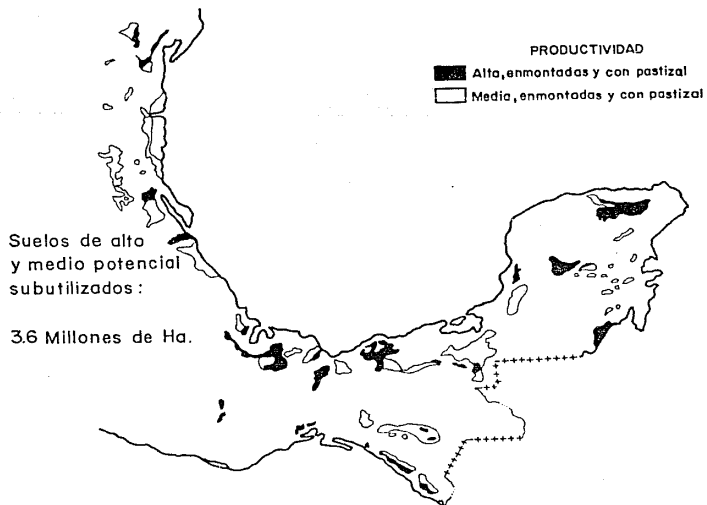 PRODUCTIVIDAD
Alta, enmontadas y con pastizal
Media, enmontadas y con pastizal
Suelos de alto
y medio potencial
subutilizados:
3.6 Millones de Ha.